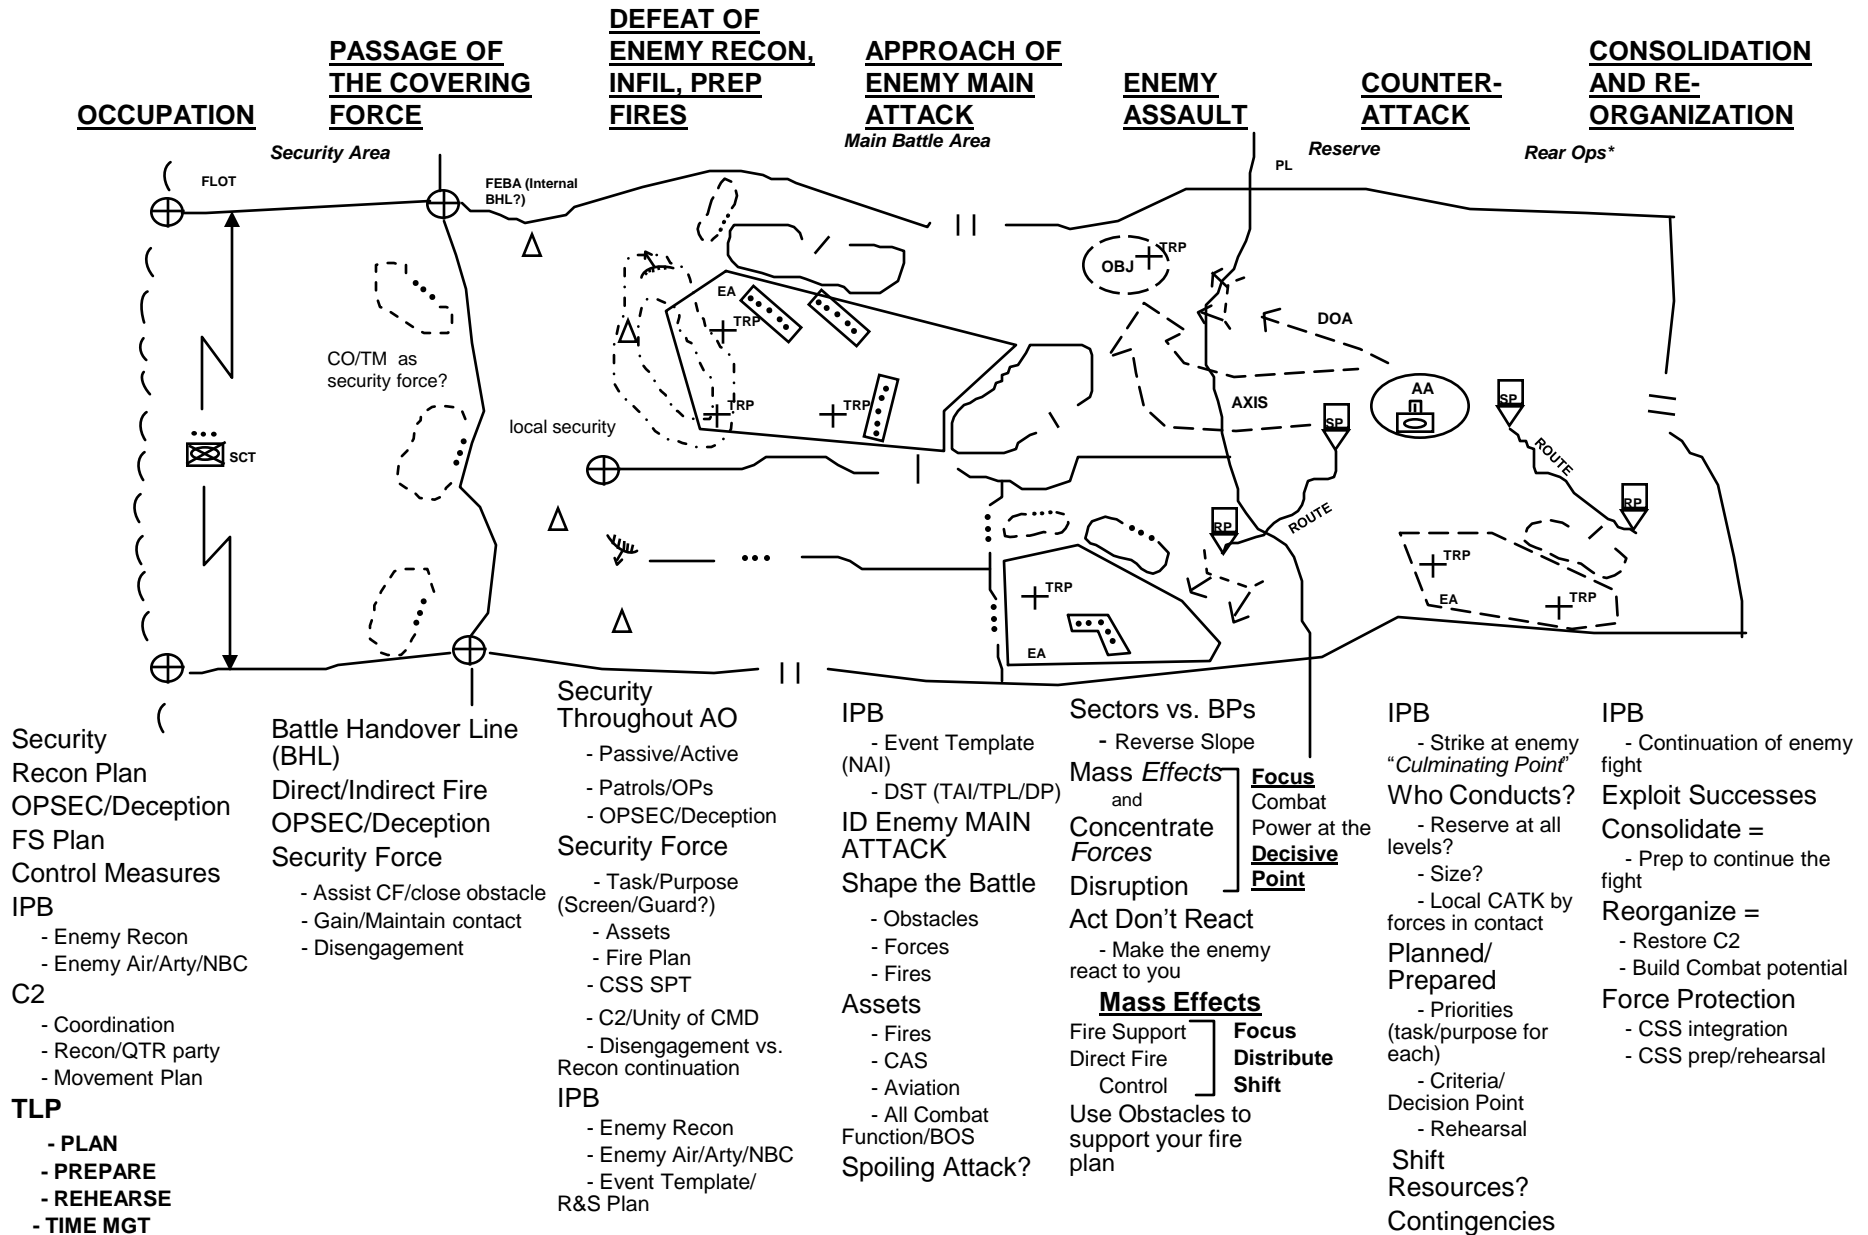 OCCUPATION
PASSAGE OF
THE COVERING
FORCE
DEFEAT OF
ENEMY RECON,
INFIL, PREP
FIRES
APPROACH OF
ENEMY MAIN
ATTACK
ENEMY
ASSAULT
COUNTER-
ATTACK
CONSOLIDATION
AND RE-
ORGANIZATION
Security Area
Main Battle Area
Reserve
Rear Ops*
FLOT
FEBA (Internal
BHL?)
PL
OBJ
TRP
EA
TRP
DOA
CO/TM as
security force?
TRP
TRP
AXIS
AA
SP
SP
local security
SCT
ROUTE
ROUTE
RP
RP
TRP
EA
TRP
EA
TRP
Security
Recon Plan
OPSEC/Deception
FS Plan
Control Measures
IPB
- Enemy Recon
- Enemy Air/Arty/NBC
C2
- Coordination
- Recon/QTR party
- Movement Plan
TLP
- PLAN
- PREPARE
- REHEARSE
- TIME MGT
Battle Handover Line
(BHL)
Direct/Indirect Fire
OPSEC/Deception
Security Force
- Assist CF/close obstacle
- Gain/Maintain contact
- Disengagement
Security
Throughout AO
- Passive/Active
- Patrols/OPs
- OPSEC/Deception
Security Force
- Task/Purpose
(Screen/Guard?)
- Assets
- Fire Plan
- CSS SPT
- C2/Unity of CMD
- Disengagement vs.
Recon continuation
IPB
- Enemy Recon
- Enemy Air/Arty/NBC
- Event Template/
R&S Plan
IPB
- Event Template
(NAI)
- DST (TAI/TPL/DP)
ID Enemy MAIN
ATTACK
Shape the Battle
- Obstacles
- Forces
- Fires
Assets
- Fires
- CAS
- Aviation
- All Combat
Function/BOS
Spoiling Attack?
Sectors vs. BPs
- Reverse Slope
Mass Effects
and
Concentrate
Forces
Disruption
Focus
Combat
Power at the
Decisive
Point
Act Don't React
- Make the enemy
react to you
Mass Effects
Fire Support
Direct Fire
Control
Focus
Distribute
Shift
Use Obstacles to
support your fire
plan
IPB
- Strike at enemy
“Culminating Point”
Who Conducts?
- Reserve at all
levels?
- Size?
- Local CATK by
forces in contact
Planned/
Prepared
- Priorities
(task/purpose for
each)
- Criteria/
Decision Point
- Rehearsal
Shift
Resources?
Contingencies
IPB
- Continuation of enemy
fight
Exploit Successes
Consolidate =
- Prep to continue the
fight
Reorganize =
- Restore C2
- Build Combat potential
Force Protection
- CSS integration
- CSS prep/rehearsal